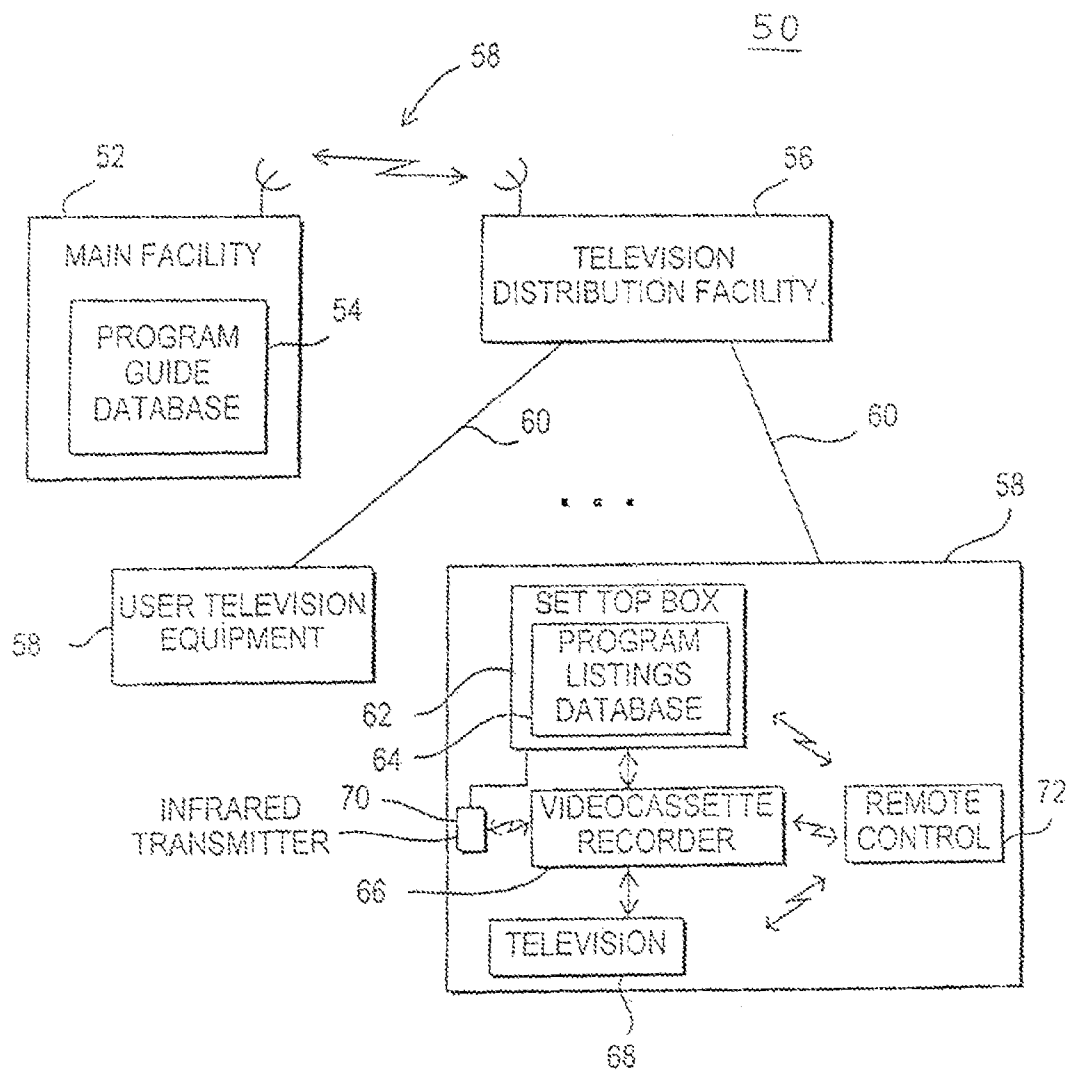 50
58
52
56
MAIN FACILITY
TELEVISION
DISTRIBUTION FACILITY
54
PROGRAM
GUIDE
DATABASE
60
60
58
USER TELEVISION
EQUIPMENT
58
SET TOP BOX
PROGRAM
LISTINGS
DATABASE
62
64
INFRARED
TRANSMITTER
70
VIDEOCASSETTE
RECORDER
REMOTE
CONTROL
72
66
TELEVISION
68